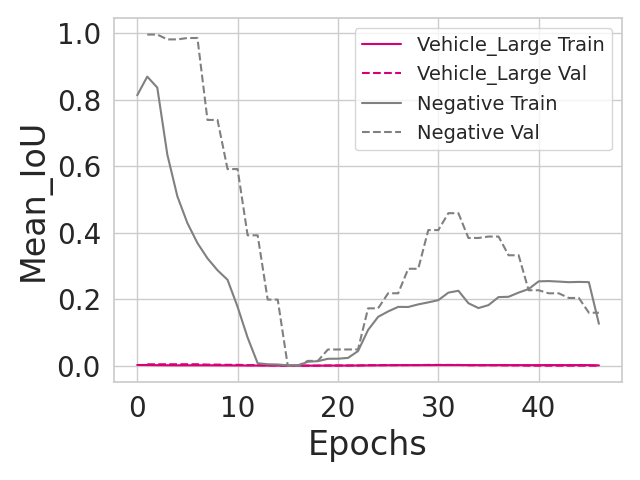 1.0
0.8
0.6
0.4
0.2
0.0
Mean_IoU
Vehicle_Large Train
Vehicle_Large Val
Negative Train
Negative Val
0 10 20 30 40
Epochs